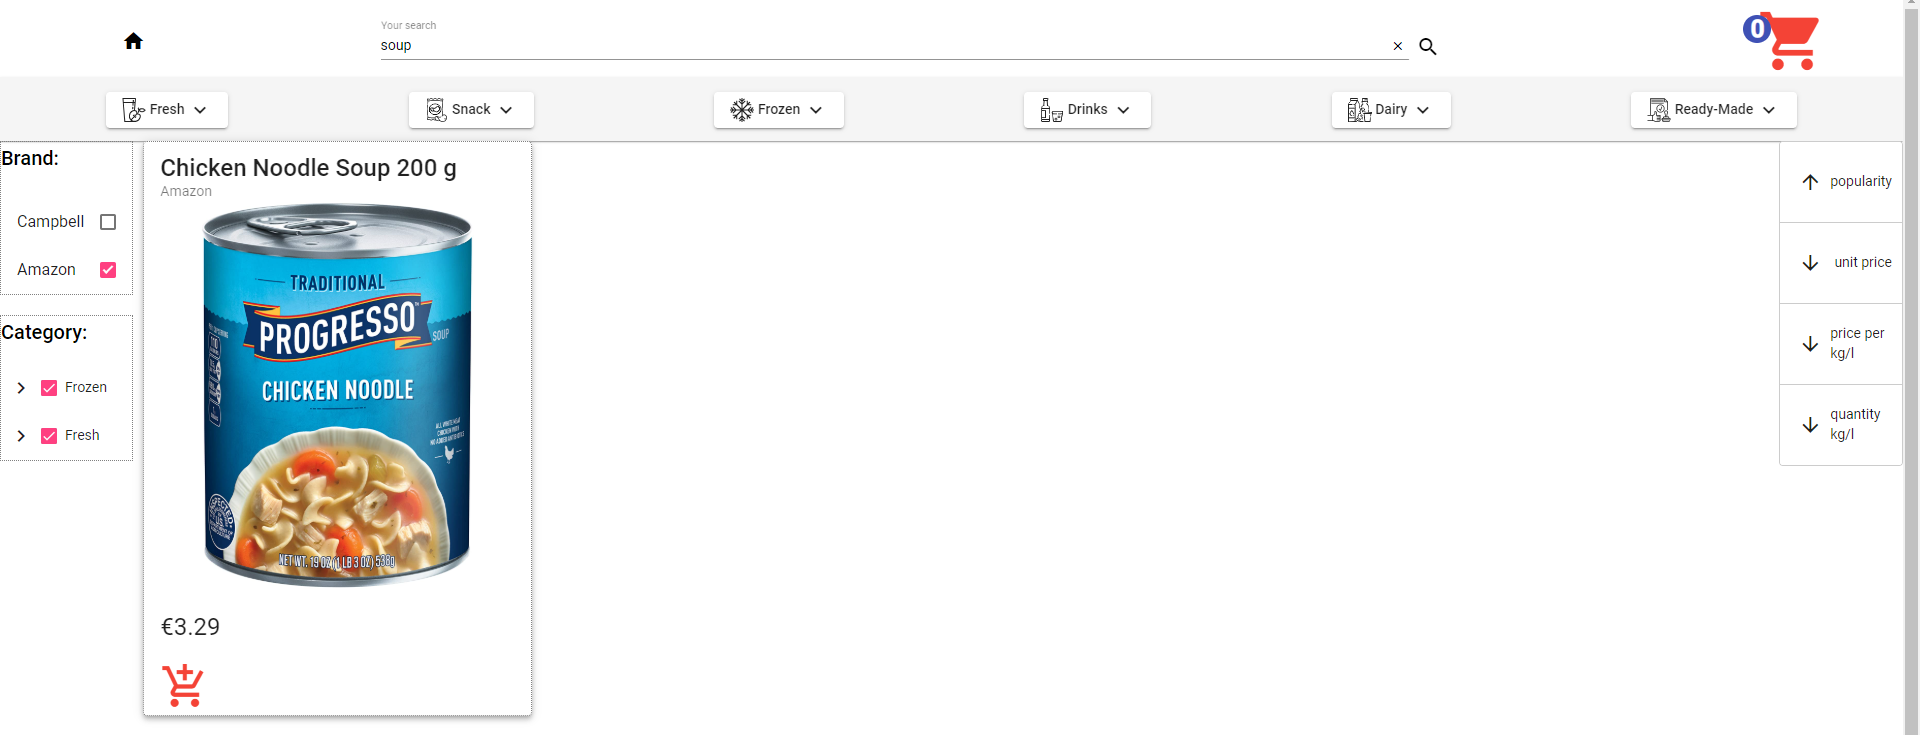 Your search
soup
0
Fresh
Snack
Frozen
Drinks
Dairy
Ready-Made
Brand:
Campbell
Amazon
Category:
Frozen
Fresh
Chicken Noodle Soup 200 g
Amazon
TRADITIONAL
PROGRESSO
SOUP
CHICKEN NOODLE
NET WT. 19 OZ (1 LB 3 OZ) 538g
€3.29
popularity
unit price
price per
kg/l
quantity
kg/l